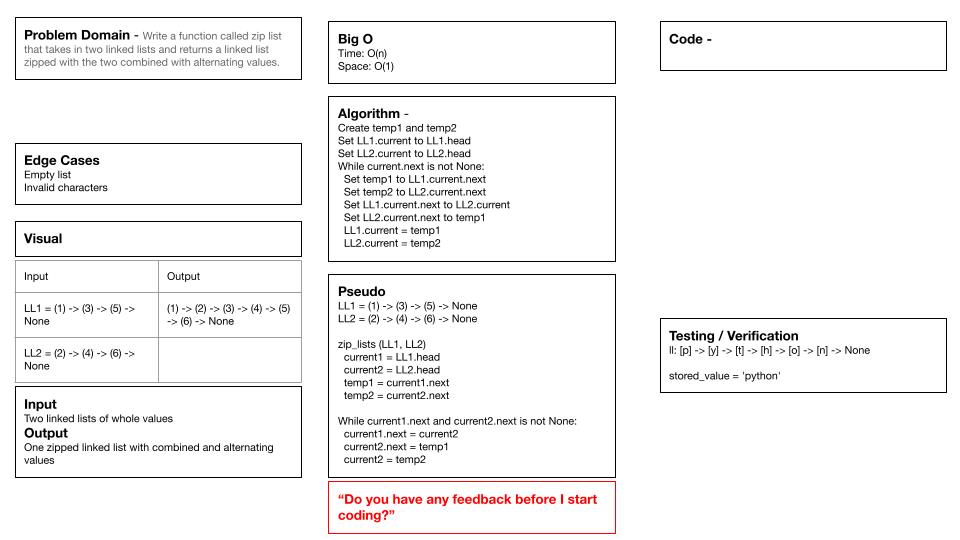 Problem Domain - Write a function called zip list
that takes in two linked lists and returns a linked list
zipped with the two combined with alternating values.
Edge Cases
Empty list
Invalid characters
Visual
Input
Output
LL1 = (1) -> (3) -> (5) ->
None
(1) -> (2) -> (3) -> (4) -> (5)
-> (6) -> None
LL2 = (2) -> (4) -> (6) ->
None
Input
Two linked lists of whole values
Output
One zipped linked list with combined and alternating
values
Big O
Time: O(n)
Space: O(1)
Algorithm -
Create temp1 and temp2
Set LL1.current to LL1.head
Set LL2.current to LL2.head
While current.next is not None:
Set temp1 to LL1.current.next
Set temp2 to LL2.current.next
Set LL1.current.next to LL2.current
Set LL2.current.next to temp1
LL1.current = temp1
LL2.current = temp2
Pseudo
LL1 = (1) -> (3) -> (5) -> None
LL2 = (2) -> (4) -> (6) -> None
zip_lists (LL1, LL2)
current1 = LL1.head
current2 = LL2.head
temp1 = current1.next
temp2 = current2.next
While current1.next and current2.next is not None:
current1.next = current2
current2.next = temp1
current2 = temp2
“Do you have any feedback before I start
coding?”
Code -
Testing / Verification
ll: [p] -> [y] -> [t] -> [h] -> [o] -> [n] -> None
stored_value = 'python'